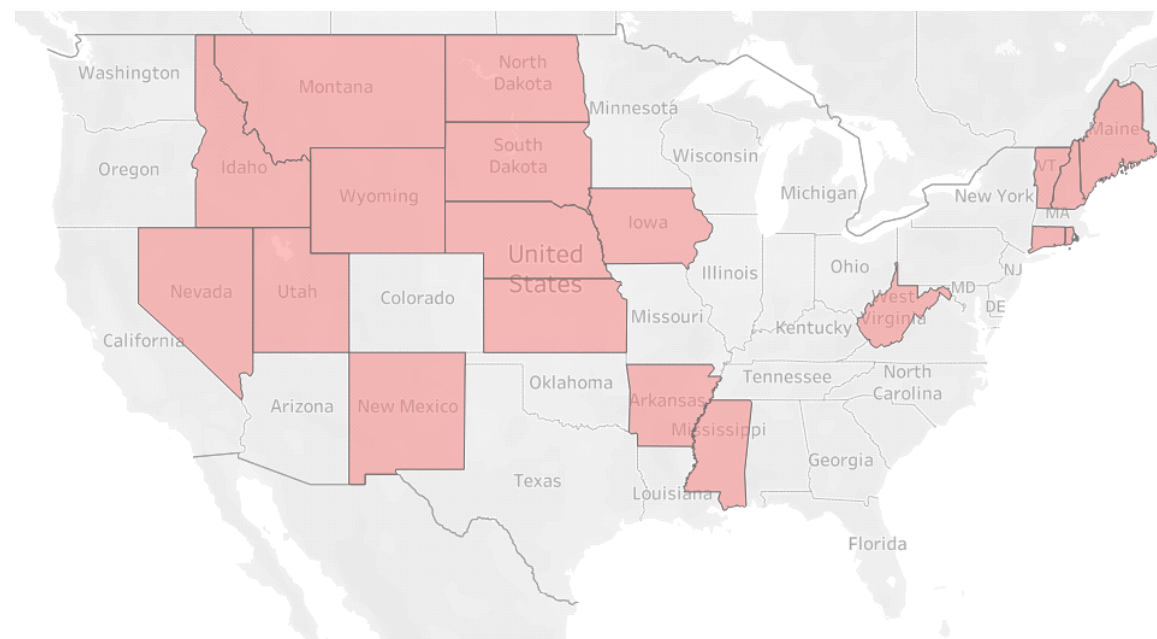 Washington
Montana
North
Dakota
Minnesota
Maine
Oregon
Idaho
South
Dakota
Wisconsin
VT
Wyoming
Michigan
New York
MA
Iowa
United
States
Nevada
Utah
Colorado
Illinois
Ohio
NJ
MD
DE
West
Virginia
California
Missouri
Kentucky
Arizona
New Mexico
Oklahoma
Arkansas
Tennessee
North
Carolina
Mississippi
Georgia
Texas
Louisiana
Florida